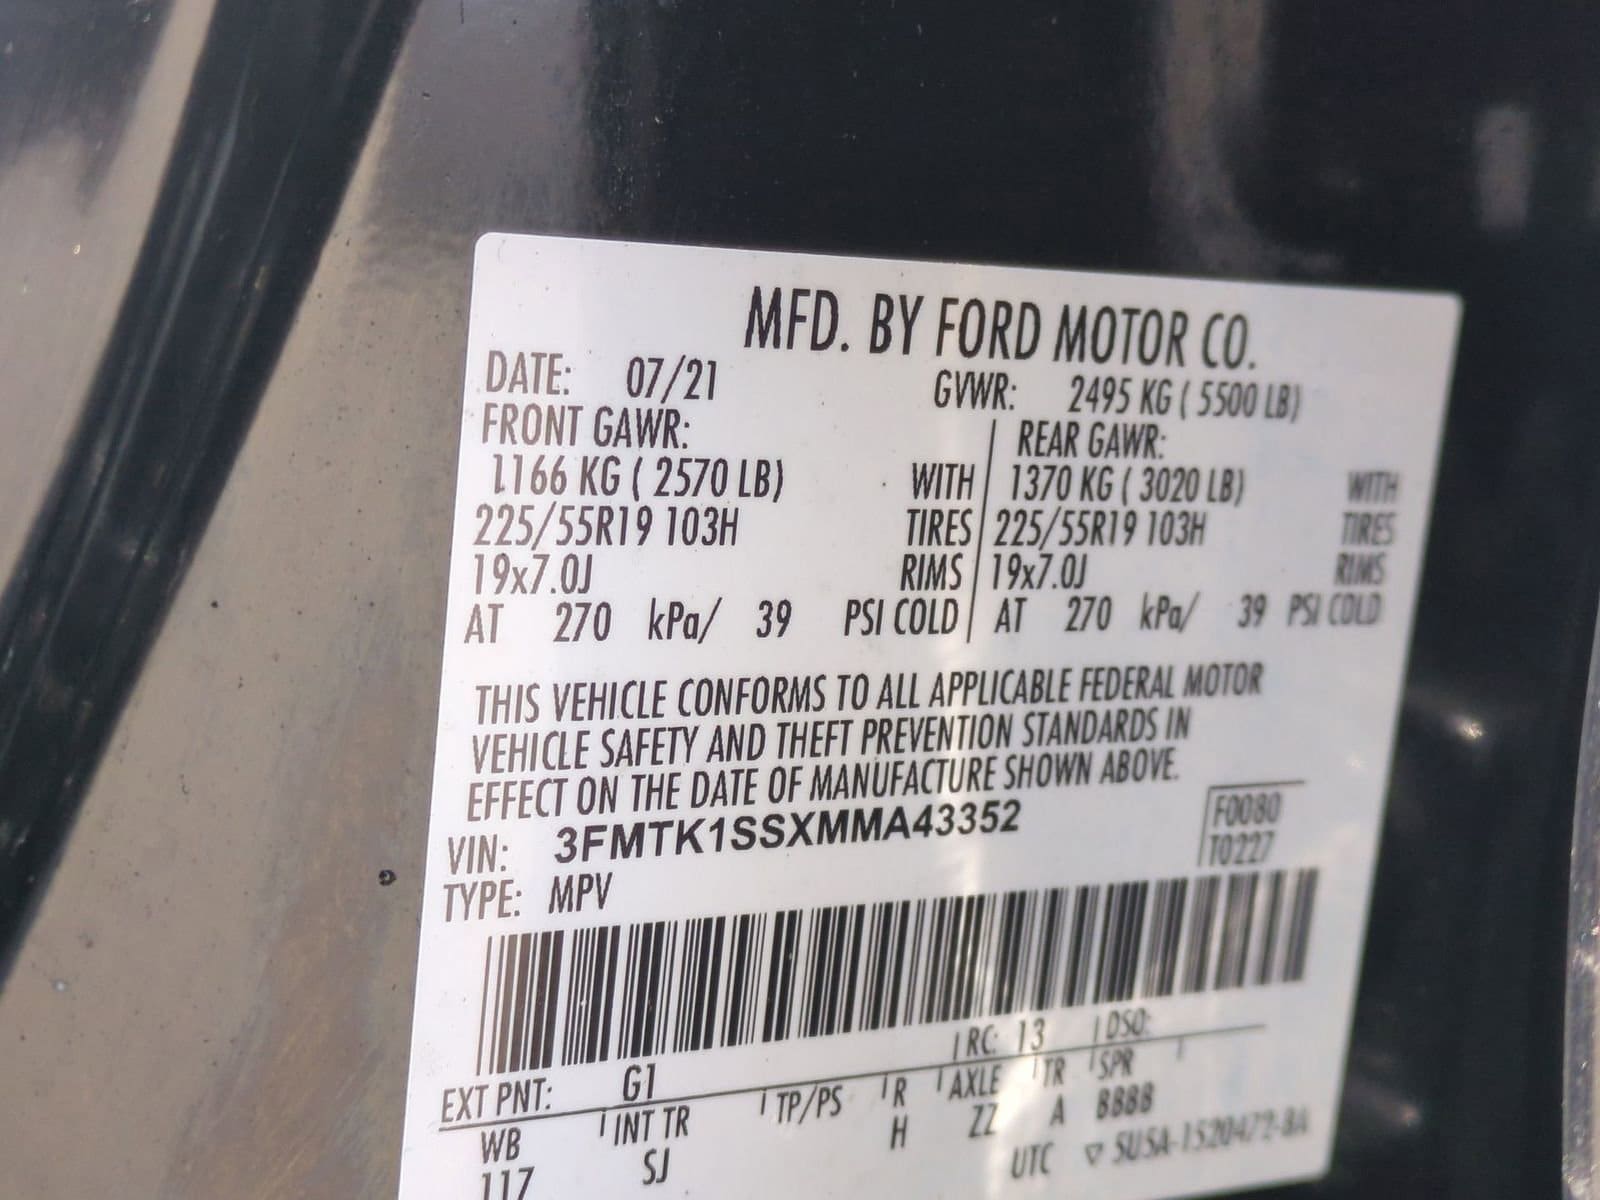 MFD. BY FORD MOTOR CO.
DATE: 07/21 GVWR: 2495 KG ( 5500 LB)
FRONT GAWR: REAR GAWR:
1166 KG ( 2570 LB) WITH 1370 KG ( 3020 LB) WITH
225/55R19 103H TIRES 225/55R19 103H TIRES
19x7.0J RIMS 19x7.0J RIMS
AT 270 kPa/ 39 PSI COLD AT 270 kPa/ 39 PSI COLD
THIS VEHICLE CONFORMS TO ALL APPLICABLE FEDERAL MOTOR
VEHICLE SAFETY AND THEFT PREVENTION STANDARDS IN
EFFECT ON THE DATE OF MANUFACTURE SHOWN ABOVE.
VIN: 3FMTK1SSXMMA43352 F0080
TYPE: MPV T0227
EXT PNT: G1 RC: 13 DSO:
WB INT TR TP/PS R AXLE TR SPR
117 SJ H ZZ A 8888
UTC ▽ SU5A-1520472-BA